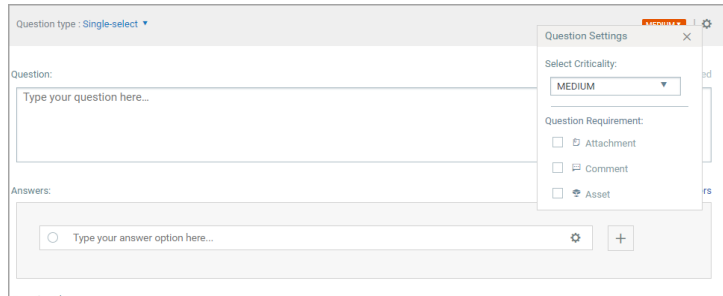 Question type : Single-select
MEDIUM
Question Settings
Select Criticality:
Question:
MEDIUM
Type your question here...
Question Requirement:
Attachment
Comment
Asset
Answers:
Type your answer option here...